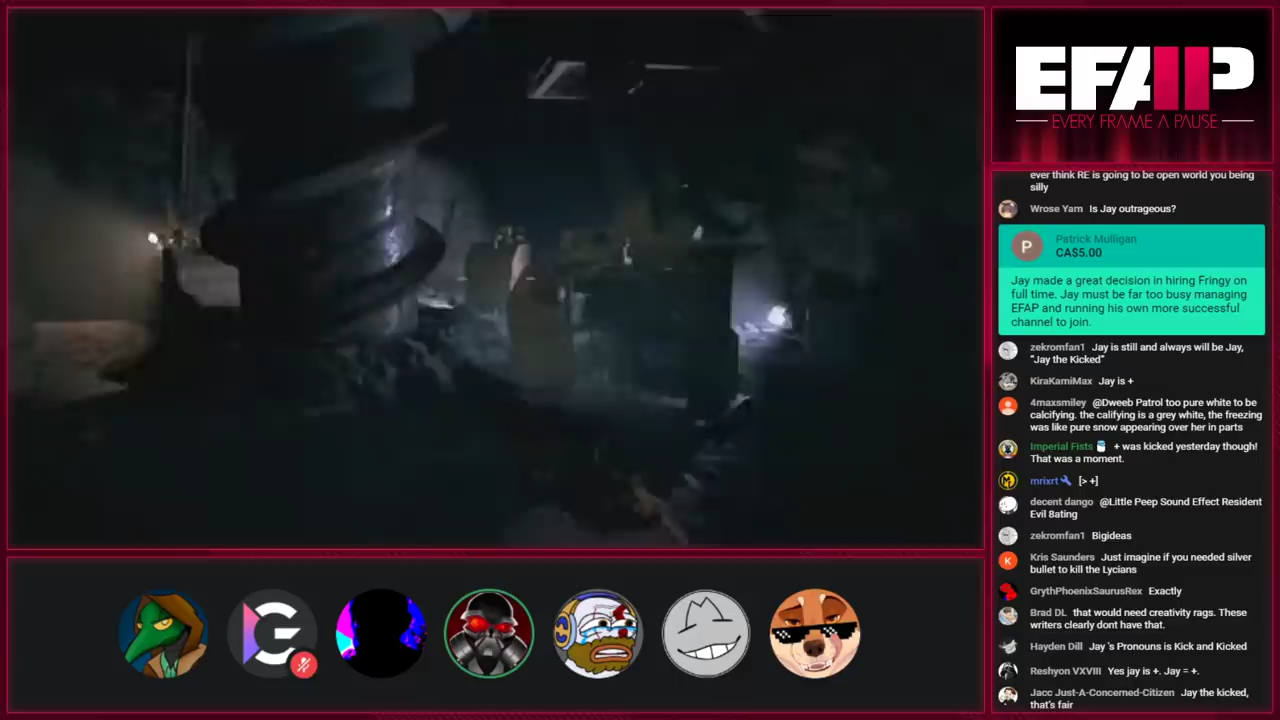 EFAP
EVERY FRAME A PAUSE
ever think RE is going to be open world you being
silly
Wrose Yam Is Jay outrageous?
P
Patrick Mulligan
CA$5.00
Jay made a great decision in hiring Fringy on
full time. Jay must be far too busy managing
EFAP and running his own more successful
channel to join.
zekromfan1 Jay is still and always will be Jay,
"Jay the Kicked"
KiraKamiMax Jay is +
4maxsmiley @Dweeb Patrol too pure white to be
calcifying. the califying is a grey white, the freezing
was like pure snow appearing over her in parts
Imperial Fists + was kicked yesterday though!
That was a moment.
mrixrt [> +]
decent dango @Little Peep Sound Effect Resident
Evil 8ating
zekromfan1 Bigideas
K
Kris Saunders Just imagine if you needed silver
bullet to kill the Lycians
GrythPhoenixSaurusRex Exactly
Brad DL that would need creativity rags. These
writers clearly dont have that.
Hayden Dill Jay 's Pronouns is Kick and Kicked
Reshyon VXVIII Yes jay is +. Jay = +.
Jacc Just-A-Concerned-Citizen Jay the kicked,
that's fair